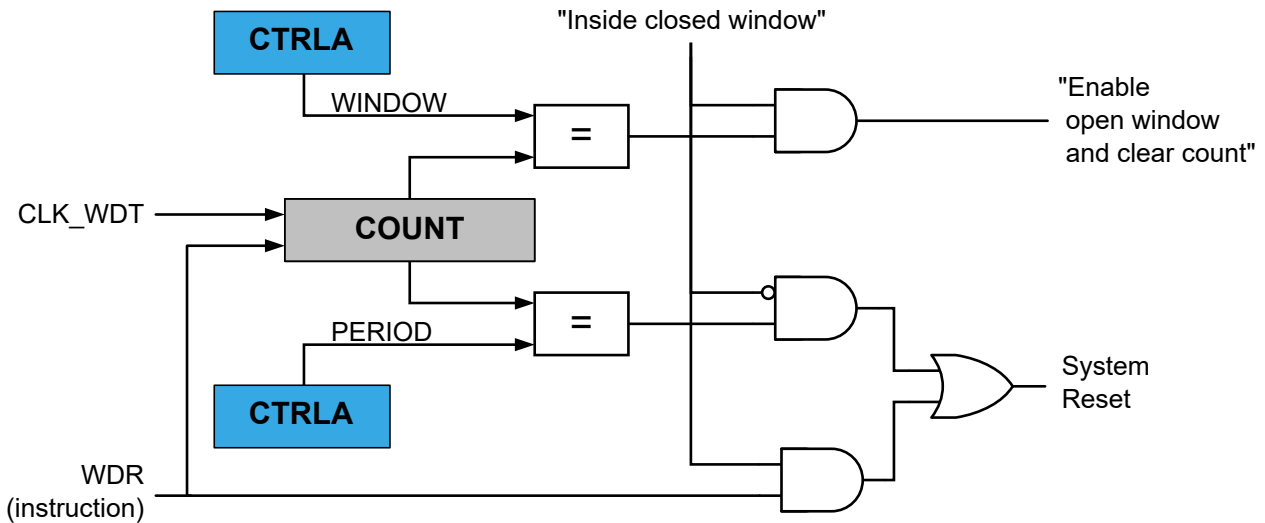 "Inside closed window"
CTRLA
WINDOW
=
"Enable
open window
and clear count"
CLK_WDT
COUNT
=
PERIOD
CTRLA
System
Reset
WDR
(instruction)